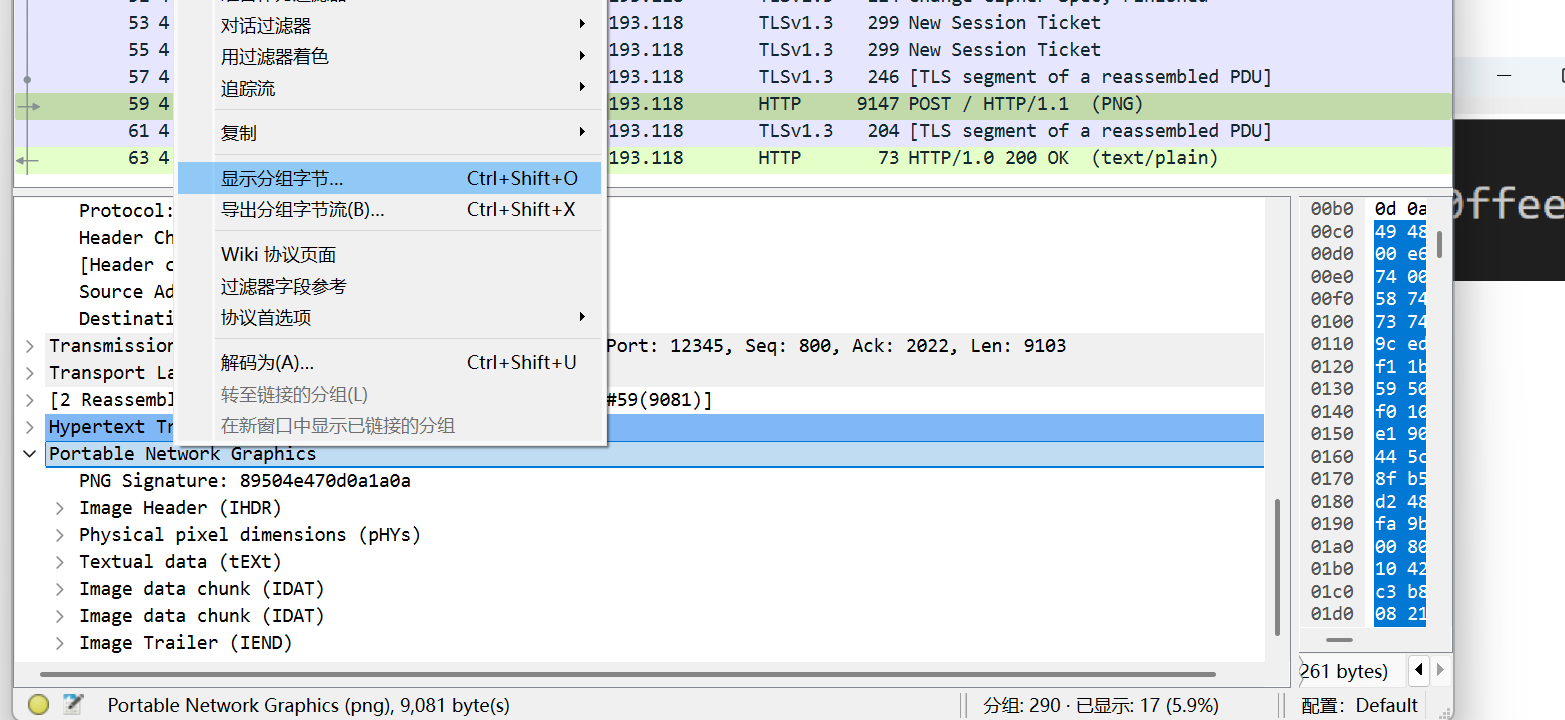 53 4 193.118 TLSv1.3 299 New Session Ticket
对话过滤器
55 4 193.118 TLSv1.3 299 New Session Ticket
用过滤器着色
57 4 193.118 TLSv1.3 246 [TLS segment of a reassembled PDU]
追踪流
59 4 193.118 HTTP 9147 POST / HTTP/1.1 (PNG)
61 4 193.118 TLSv1.3 204 [TLS segment of a reassembled PDU]
复制
63 4 193.118 HTTP 73 HTTP/1.0 200 OK (text/plain)
显示分组字节... Ctrl+Shift+O
导出分组字节流(B)... Ctrl+Shift+X
Wiki 协议页面
过滤器字段参考
协议首选项
解码为(A)... Ctrl+Shift+U
转至链接的分组(L)
在新窗口中显示已链接的分组
Protocol:
Header Ch
[Header c
Source Ad
Destinati
Transmission Port: 12345, Seq: 800, Ack: 2022, Len: 9103
Transport La
[2 Reassembl #59(9081)]
Hypertext Tr
Portable Network Graphics
PNG Signature: 89504e470d0a1a0a
Image Header (IHDR)
Physical pixel dimensions (pHYs)
Textual data (tEXt)
Image data chunk (IDAT)
Image data chunk (IDAT)
Image Trailer (IEND)
00b0 0d 0a
00c0 49 48
00d0 00 e6
00e0 74 00
00f0 58 74
0100 73 74
0110 9c ed
0120 f1 1b
0130 59 50
0140 f0 10
0150 e1 90
0160 44 5c
0170 8f b5
0180 d2 48
0190 fa 9b
01a0 00 80
01b0 10 42
01c0 c3 b8
01d0 08 21
261 bytes)
0ffee
Portable Network Graphics (png), 9,081 byte(s)
分组: 290 · 已显示: 17 (5.9%)
配置: Default